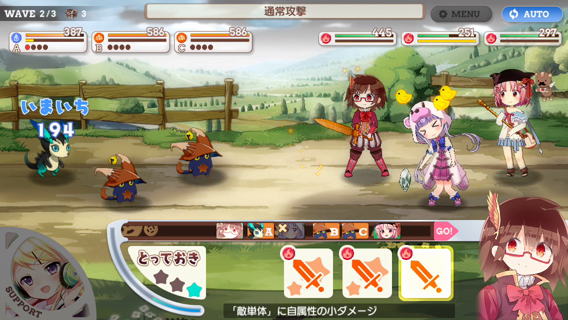 WAVE 2/3 3
通常攻撃
MENU
AUTO
387
A
586
B
586
C
445
251
297
いまいち
194
A B C GO!
とっておき
SUPPORT
「敵単体」に自属性の小ダメージ